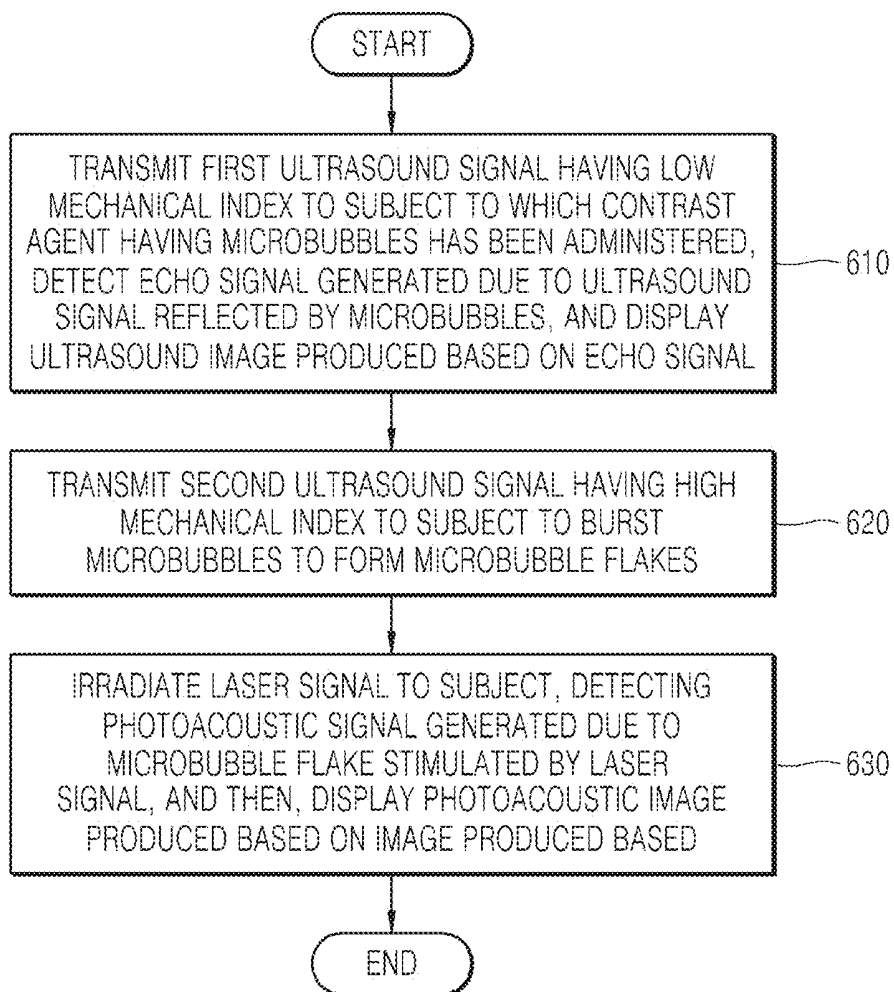 START
TRANSMIT FIRST ULTRASOUND SIGNAL HAVING LOW
MECHANICAL INDEX TO SUBJECT TO WHICH CONTRAST
AGENT HAVING MICROBUBBLES HAS BEEN ADMINISTERED,
DETECT ECHO SIGNAL GENERATED DUE TO ULTRASOUND
SIGNAL REFLECTED BY MICROBUBBLES, AND DISPLAY
ULTRASOUND IMAGE PRODUCED BASED ON ECHO SIGNAL
610
TRANSMIT SECOND ULTRASOUND SIGNAL HAVING HIGH
MECHANICAL INDEX TO SUBJECT TO BURST
MICROBUBBLES TO FORM MICROBUBBLE FLAKES
620
IRRADIATE LASER SIGNAL TO SUBJECT, DETECTING
PHOTOACOUSTIC SIGNAL GENERATED DUE TO
MICROBUBBLE FLAKE STIMULATED BY LASER
SIGNAL, AND THEN, DISPLAY PHOTOACOUSTIC IMAGE
PRODUCED BASED ON IMAGE PRODUCED BASED
630
END